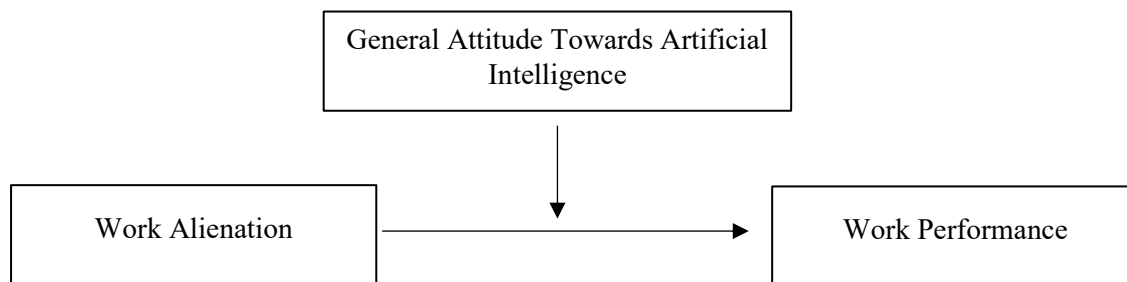 General Attitude Towards Artificial
Intelligence
Work Alienation
Work Performance